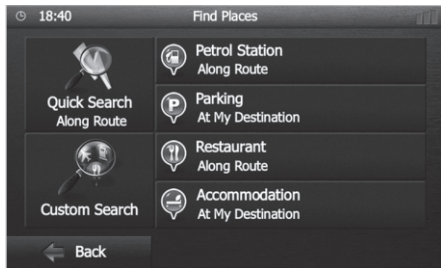 18:40
Find Places
Quick Search
Along Route
Custom Search
Petrol Station
Along Route
P
Parking
At My Destination
Restaurant
Along Route
Accommodation
At My Destination
Back